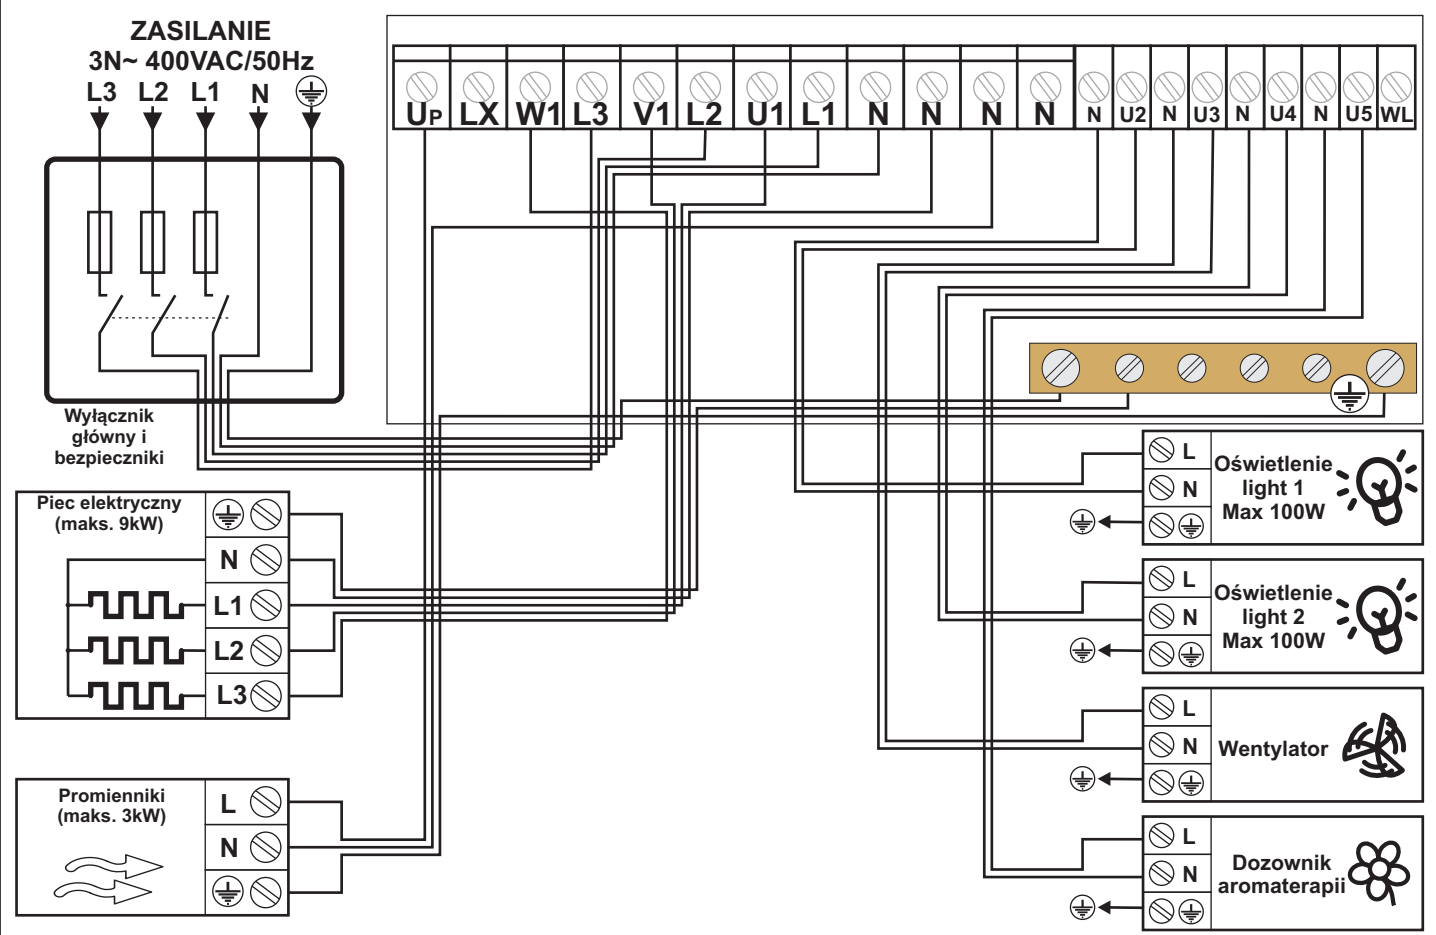 ZASILANIE
3N~ 400VAC/50Hz
L3 L2 L1 N
UP LX W1 L3 V1 L2 U1 L1 N N N N N U2 N U3 N U4 N U5 WL
Wyłącznik
główny i
bezpieczniki
Piec elektryczny
(maks. 9kW)
N
L1
L2
L3
Promienniki
(maks. 3kW)
L
N
L
N
Oświetlenie
light 1
Max 100W
L
N
Oświetlenie
light 2
Max 100W
L
N
Wentylator
L
N
Dozownik
aromaterapii